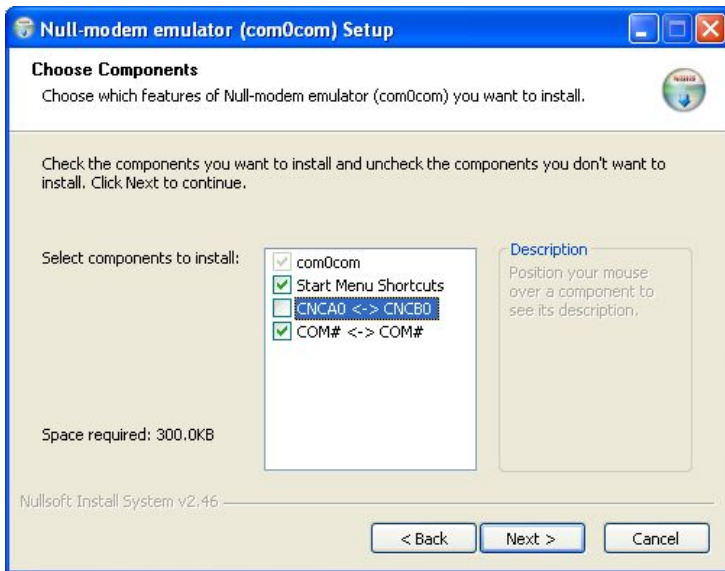 Null-modem emulator (com0com) Setup
Choose Components
Choose which features of Null-modem emulator (com0com) you want to install.
Check the components you want to install and uncheck the components you don't want to
install. Click Next to continue.
Select components to install:
com0com
Start Menu Shortcuts
CNCA0 <-> CNCB0
COM# <-> COM#
Description
Position your mouse
over a component to
see its description.
Space required: 300.0KB
Nullsoft Install System v2.46
< Back
Next >
Cancel